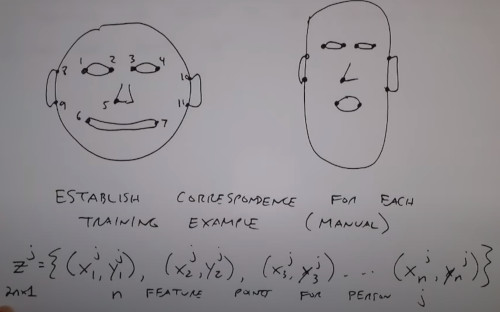 1 2 3 4
8 10
9 5 11
6 7
ESTABLISH CORRESPONDENCE FOR EACH
TRAINING EXAMPLE (MANUAL)
z^j = {(x_1^j, y_1^j), (x_2^j, y_2^j), (x_3^j, y_3^j) ... (x_n^j, y_n^j)}
2n×1 n FEATURE POINTS FOR PERSON j